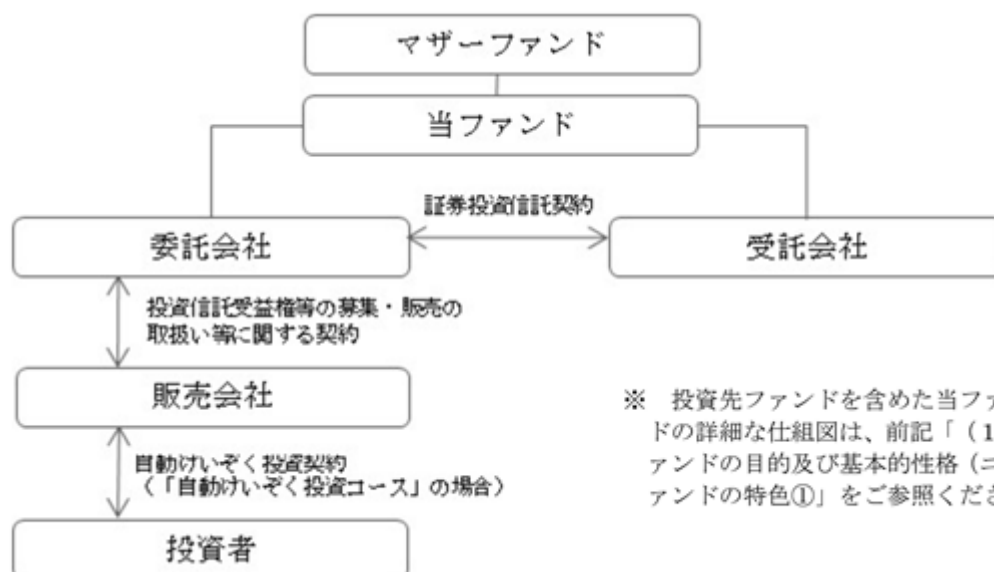 マザーファンド
当ファンド
証券投資信託契約
委託会社
受託会社
投資信託受益権等の募集・販売の
取扱い等に関する契約
販売会社
※ 投資先ファンドを含めた当ファ
ドの詳細な仕組図は、前記「（１
ァンドの目的及び基本的性格（ニ
ァンドの特色①」をご参照くださ
自動けいぞく投資契約
（「自動けいぞく投資コース」の場合）
投資者